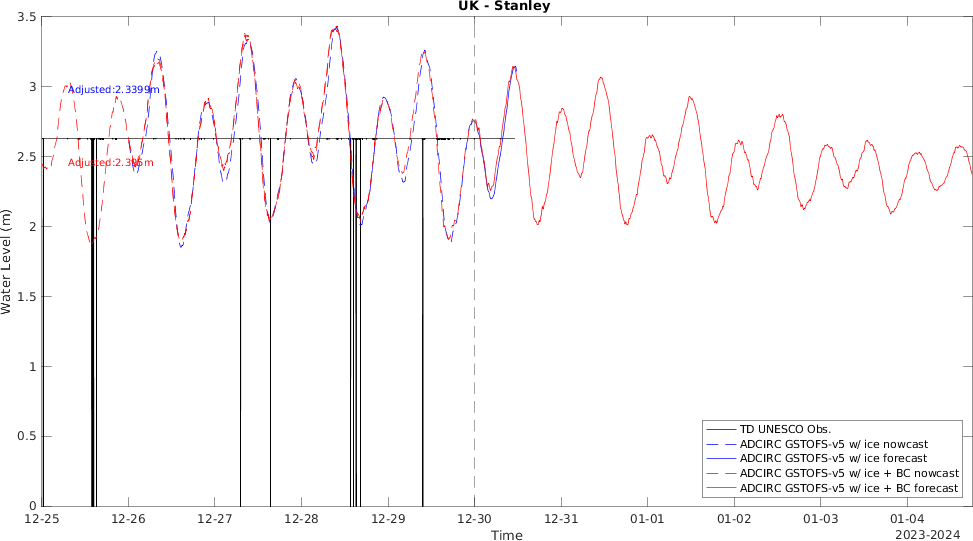 UK - Stanley
3.5
3
2.5
2
1.5
1
0.5
0
Water Level (m)
Adjusted:2.3399m
TD UNESCO Obs.
ADCIRC GSTOFS-v5 w/ ice nowcast
ADCIRC GSTOFS-v5 w/ ice forecast
ADCIRC GSTOFS-v5 w/ ice + BC nowcast
ADCIRC GSTOFS-v5 w/ ice + BC forecast
12-25 12-26 12-27 12-28 12-29 12-30 12-31 01-01 01-02 01-03 01-04
Time
2023-2024